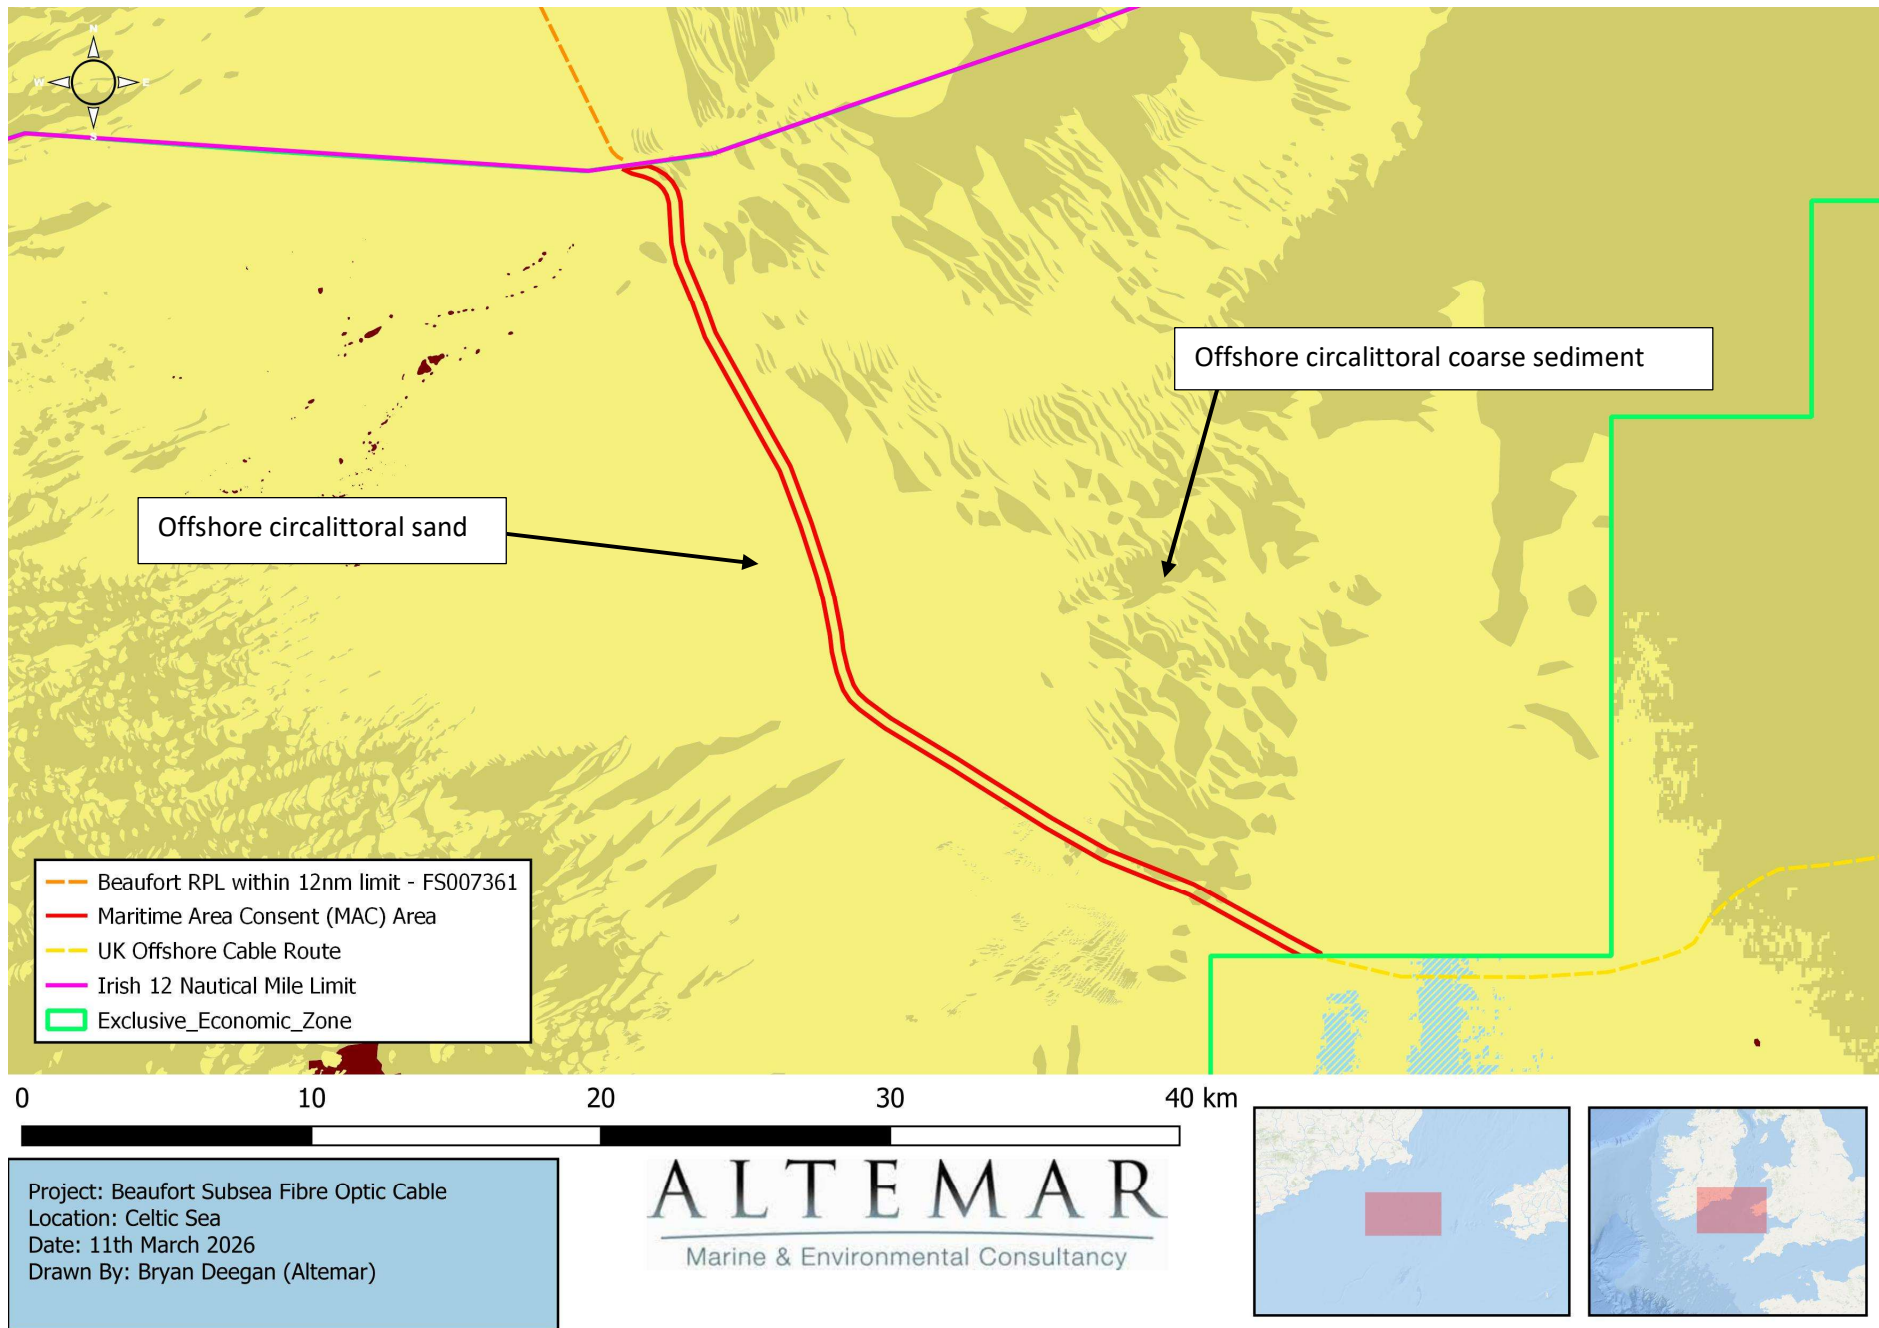 N
W
E
S
Offshore circalittoral coarse sediment
Offshore circalittoral sand
Beaufort RPL within 12nm limit - FS007361
Maritime Area Consent (MAC) Area
UK Offshore Cable Route
Irish 12 Nautical Mile Limit
Exclusive_Economic_Zone
0 10 20 30 40 km
Project: Beaufort Subsea Fibre Optic Cable
Location: Celtic Sea
Date: 11th March 2026
Drawn By: Bryan Deegan (Altemar)
ALTEMAR
Marine & Environmental Consultancy